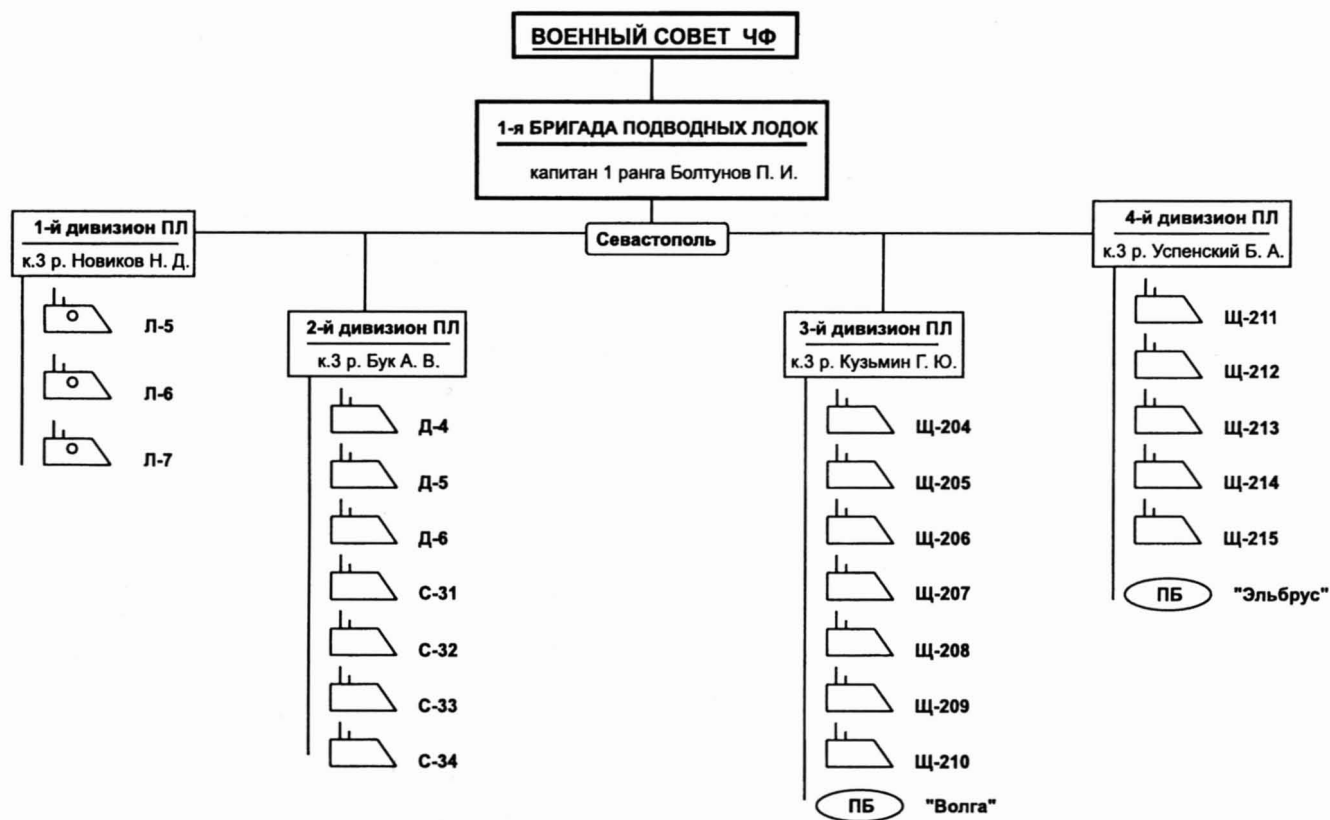 ВОЕННЫЙ СОВЕТ ЧФ
1-я БРИГАДА ПОДВОДНЫХ ЛОДОК
капитан 1 ранга Болтунов П. И.
Севастополь
1-й дивизион ПЛ
к.3 р. Новиков Н. Д.
Л-5
Л-6
Л-7
2-й дивизион ПЛ
к.3 р. Бук А. В.
Д-4
Д-5
Д-6
С-31
С-32
С-33
С-34
3-й дивизион ПЛ
к.3 р. Кузьмин Г. Ю.
Щ-204
Щ-205
Щ-206
Щ-207
Щ-208
Щ-209
Щ-210
ПБ "Волга"
4-й дивизион ПЛ
к.3 р. Успенский Б. А.
Щ-211
Щ-212
Щ-213
Щ-214
Щ-215
ПБ "Эльбрус"